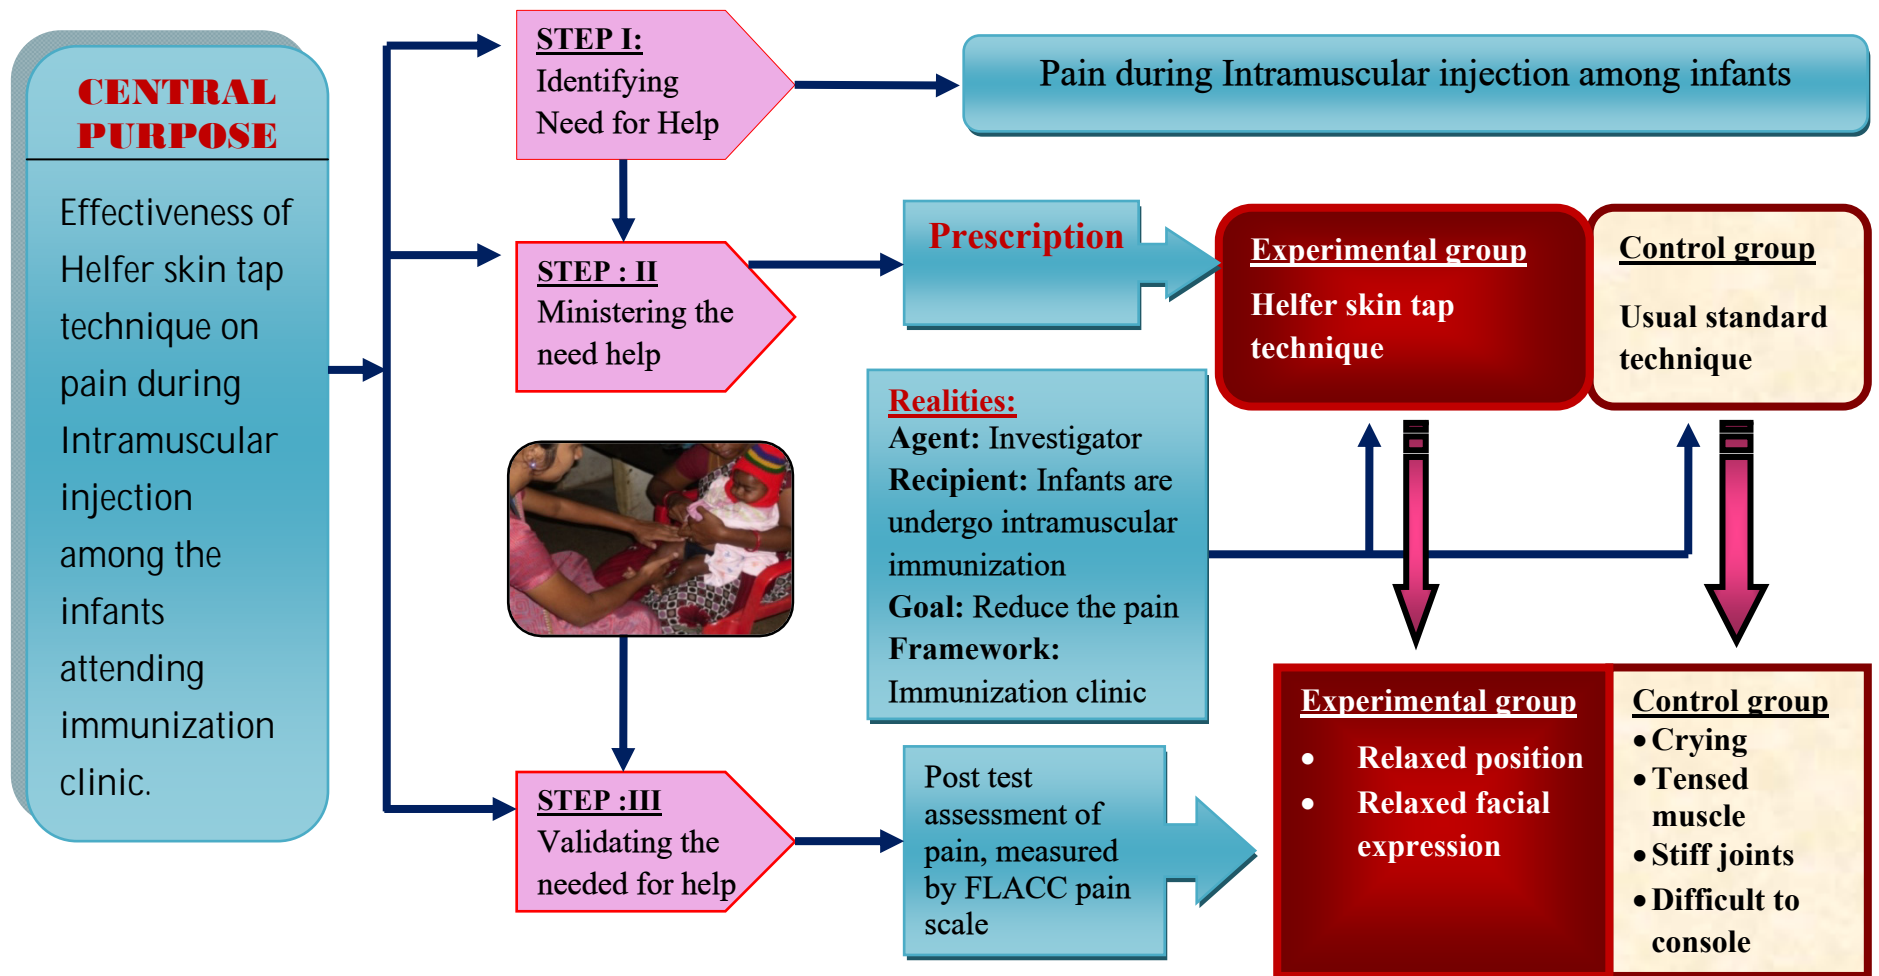 CENTRAL
PURPOSE
Effectiveness of
Helfer skin tap
technique on
pain during
Intramuscular
injection
among the
infants
attending
immunization
clinic.
STEP I:
Identifying
Need for Help
Pain during Intramuscular injection among infants
STEP : II
Ministering the
need help
Prescription
Experimental group
Helfer skin tap
technique
Control group
Usual standard
technique
Realities:
Agent: Investigator
Recipient: Infants are
undergo intramuscular
immunization
Goal: Reduce the pain
Framework:
Immunization clinic
STEP :III
Validating the
needed for help
Post test
assessment of
pain, measured
by FLACC pain
scale
Experimental group
• Relaxed position
• Relaxed facial
expression
Control group
• Crying
• Tensed
muscle
• Stiff joints
• Difficult to
console